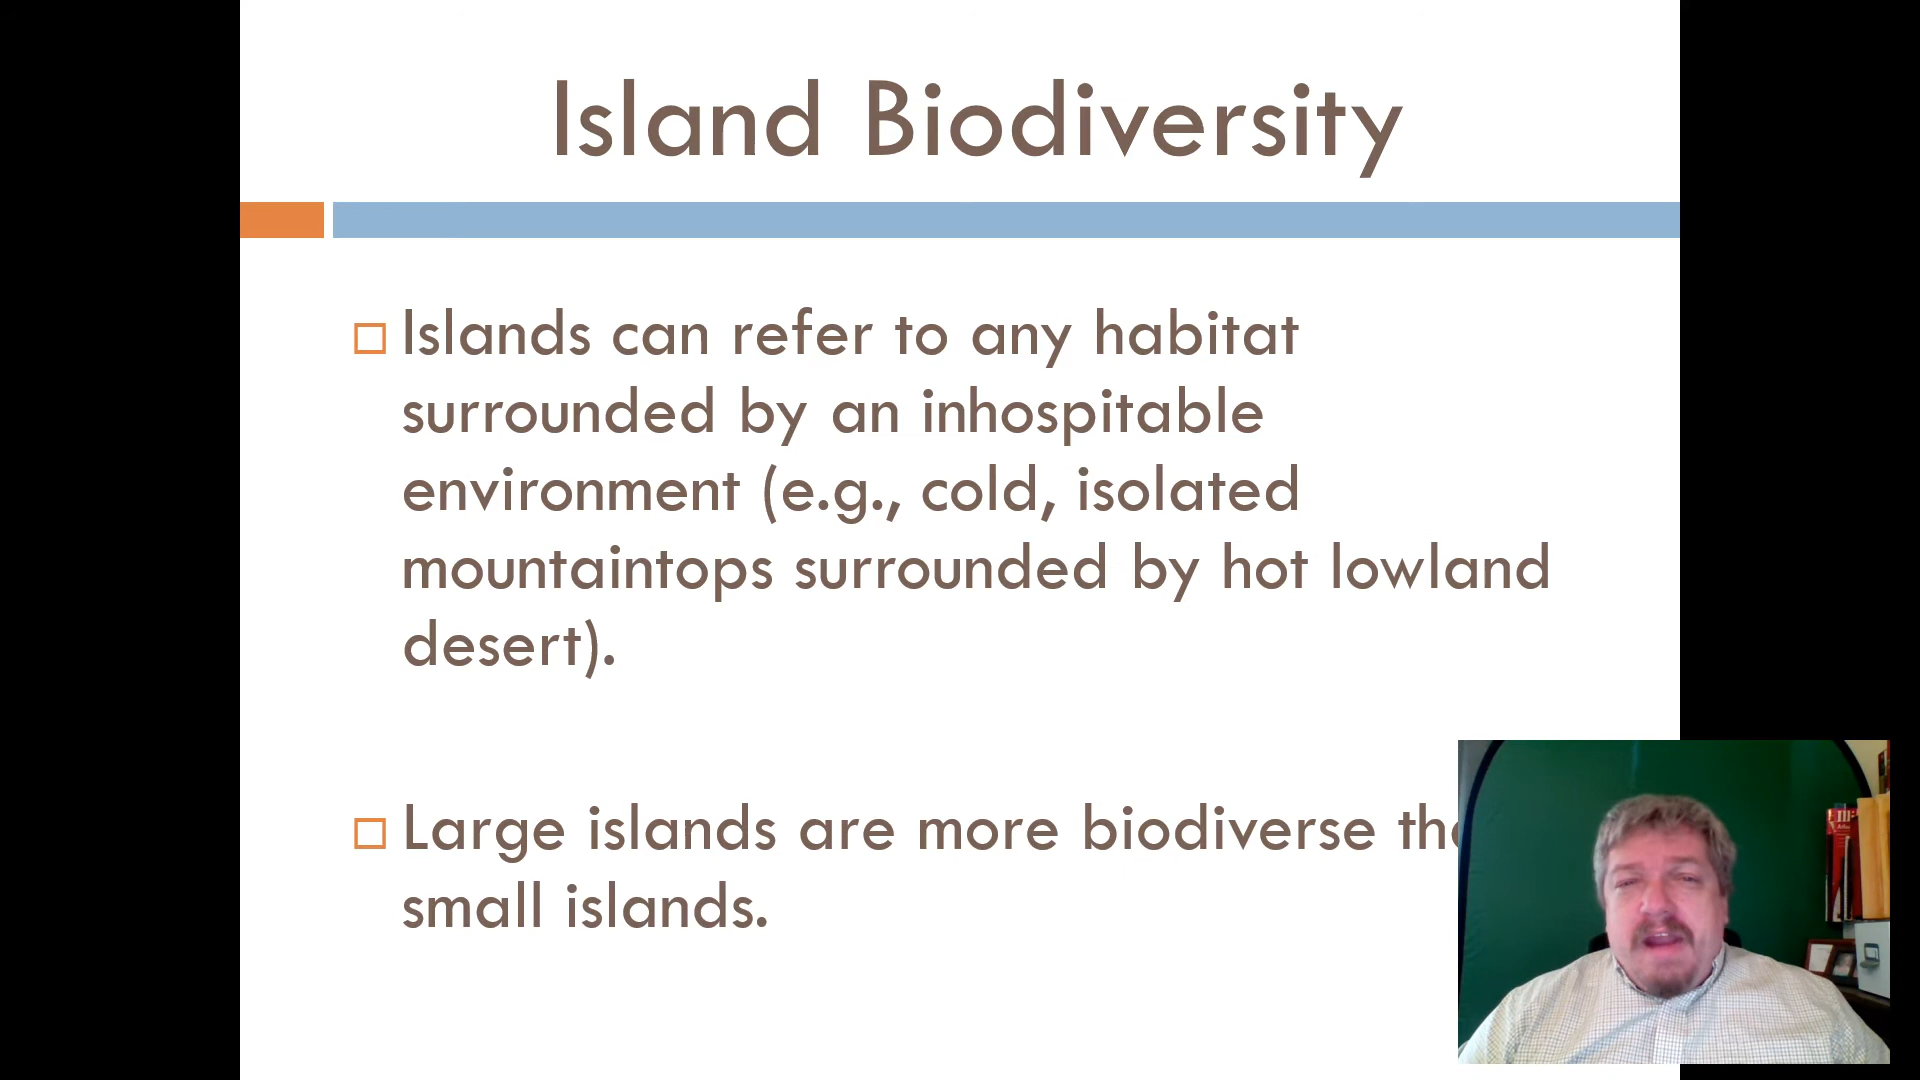 Island Biodiversity
Islands can refer to any habitat
surrounded by an inhospitable
environment (e.g., cold, isolated
mountaintops surrounded by hot lowland
desert).
Large islands are more biodiverse
small islands.